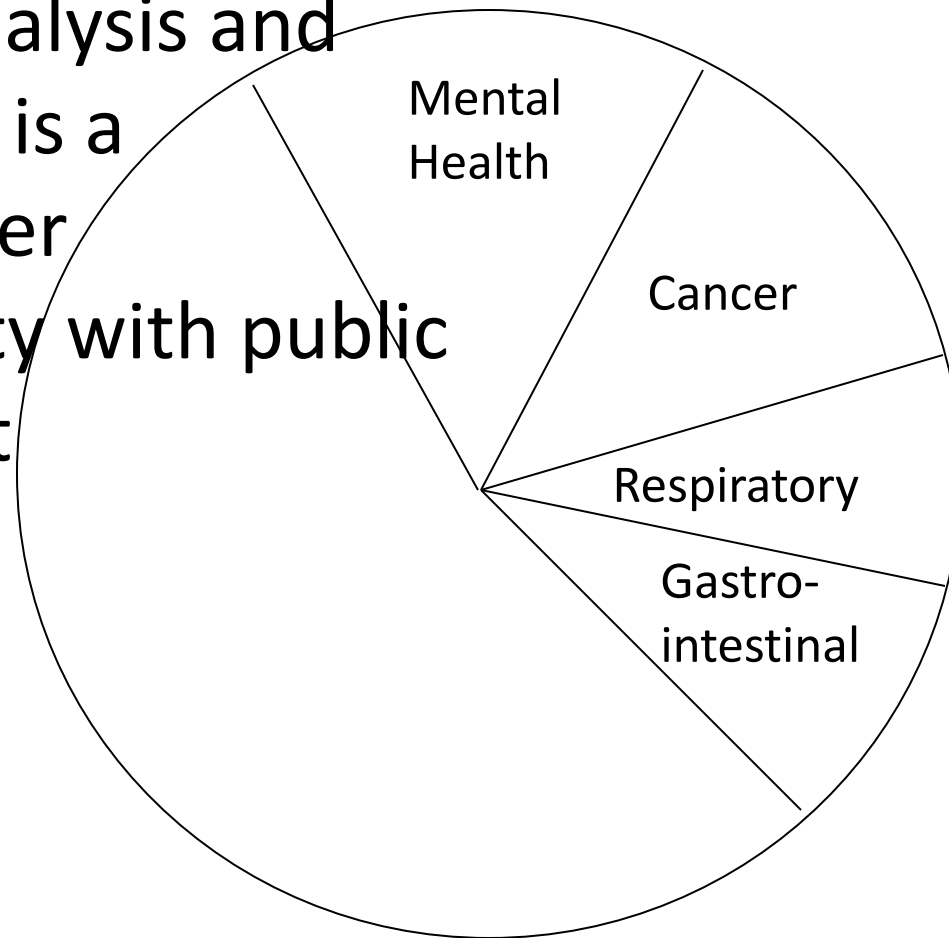 alysis and
is a
er
ty with public
t
Mental
Health
Cancer
Respiratory
Gastro-
intestinal